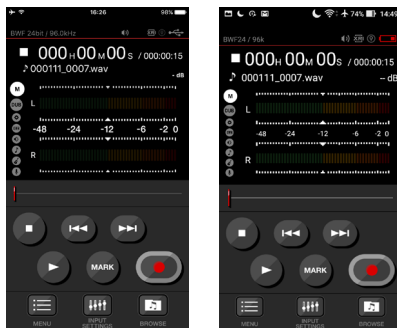 16:26
98%
BWF 24bit / 96.0kHz
000H 00M 00S / 000:00:15
000111_0007.wav
- dB
M
L
-48 -24 -12 -6 -2 0
R
MARK
MENU
INPUT SETTINGS
BROWSE
74% 14:49
BWF24 / 96k
000H 00M 00S / 000:00:15
000111_0007.wav
- dB
M
L
-48 -24 -12 -6 -2 0
R
MARK
MENU
INPUT SETTINGS
BROWSE